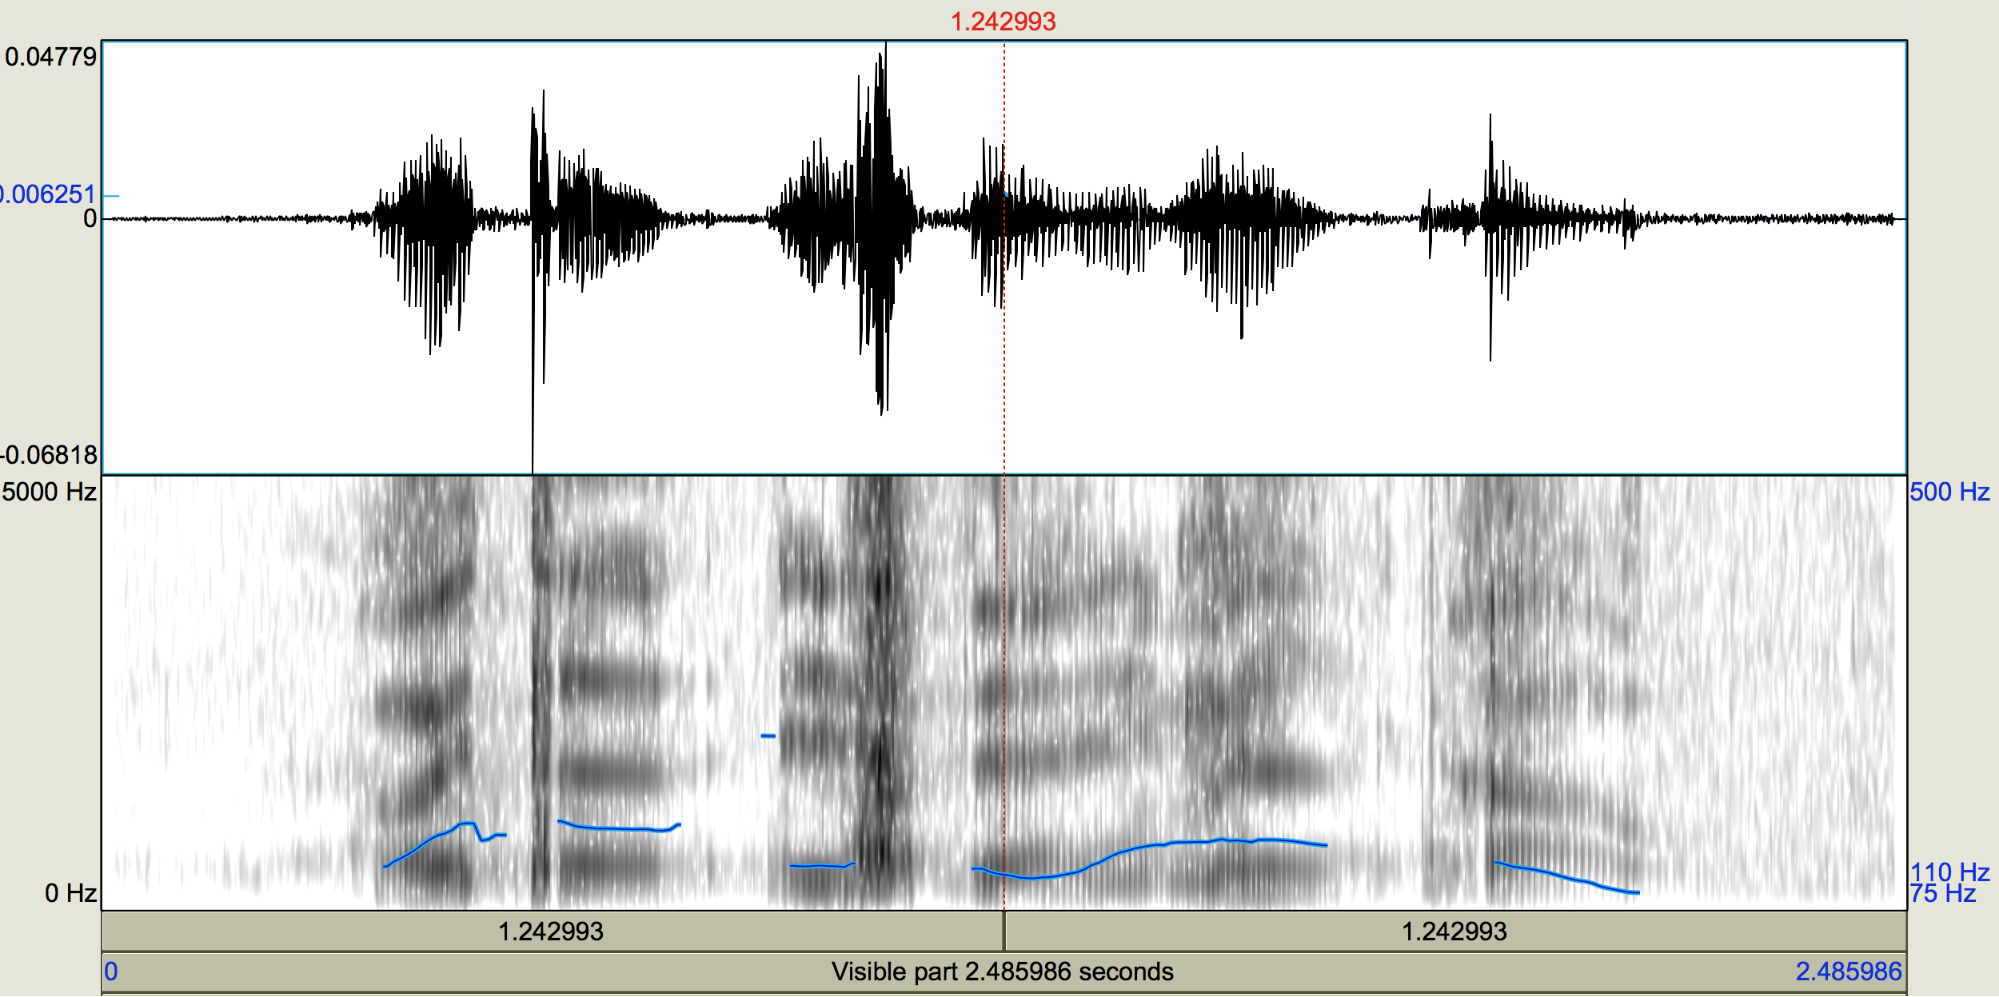 1.242993
0.04779
0.006251
0
-0.06818
5000 Hz
500 Hz
110 Hz
0 Hz
75 Hz
1.242993
1.242993
0
Visible part 2.485986 seconds
2.485986